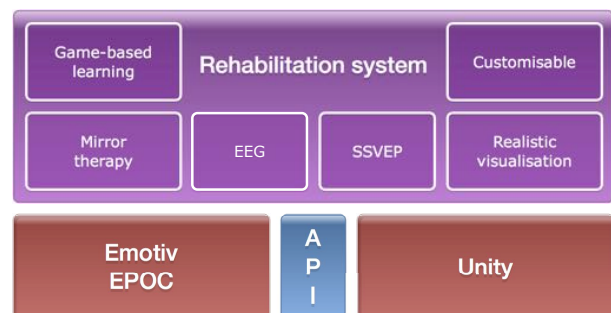 Game-based
learning
Rehabilitation system
Customisable
Mirror
therapy
EEG
SSVEP
Realistic
visualisation
Emotiv
EPOC
A
P
I
Unity